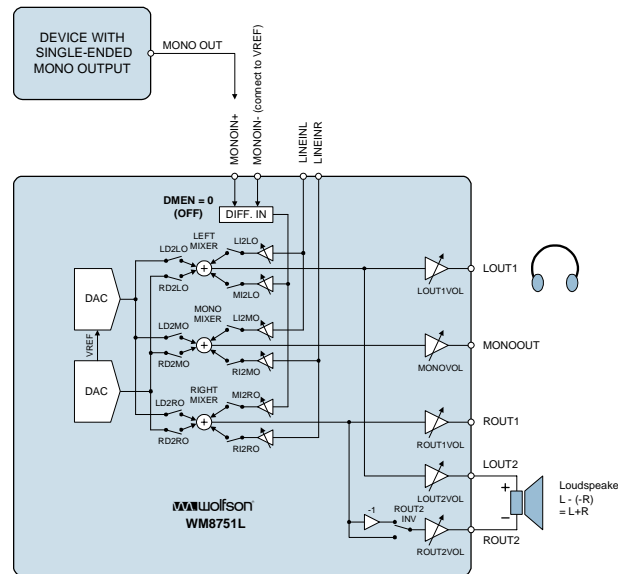 DEVICE WITH
SINGLE-ENDED
MONO OUTPUT
MONO OUT
MONOIN+
MONOIN- (connect to VREF)
LINEINL
LINEINR
DMEN = 0
(OFF)
DIFF. IN
LEFT
MIXER
LD2LO
RD2LO
LI2LO
MI2LO
LOUT1VOL
LOUT1
DAC
VREF
DAC
MONO
MIXER
LD2MO
RD2MO
LI2MO
RI2MO
MONOVOL
MONOOUT
RIGHT
MIXER
LD2RO
RD2RO
MI2RO
RI2RO
ROUT1VOL
ROUT1
LOUT2VOL
LOUT2
-1
ROUT2
INV
ROUT2VOL
ROUT2
+
−
Loudspeake
L - (-R)
= L+R
wolfson
WM8751L